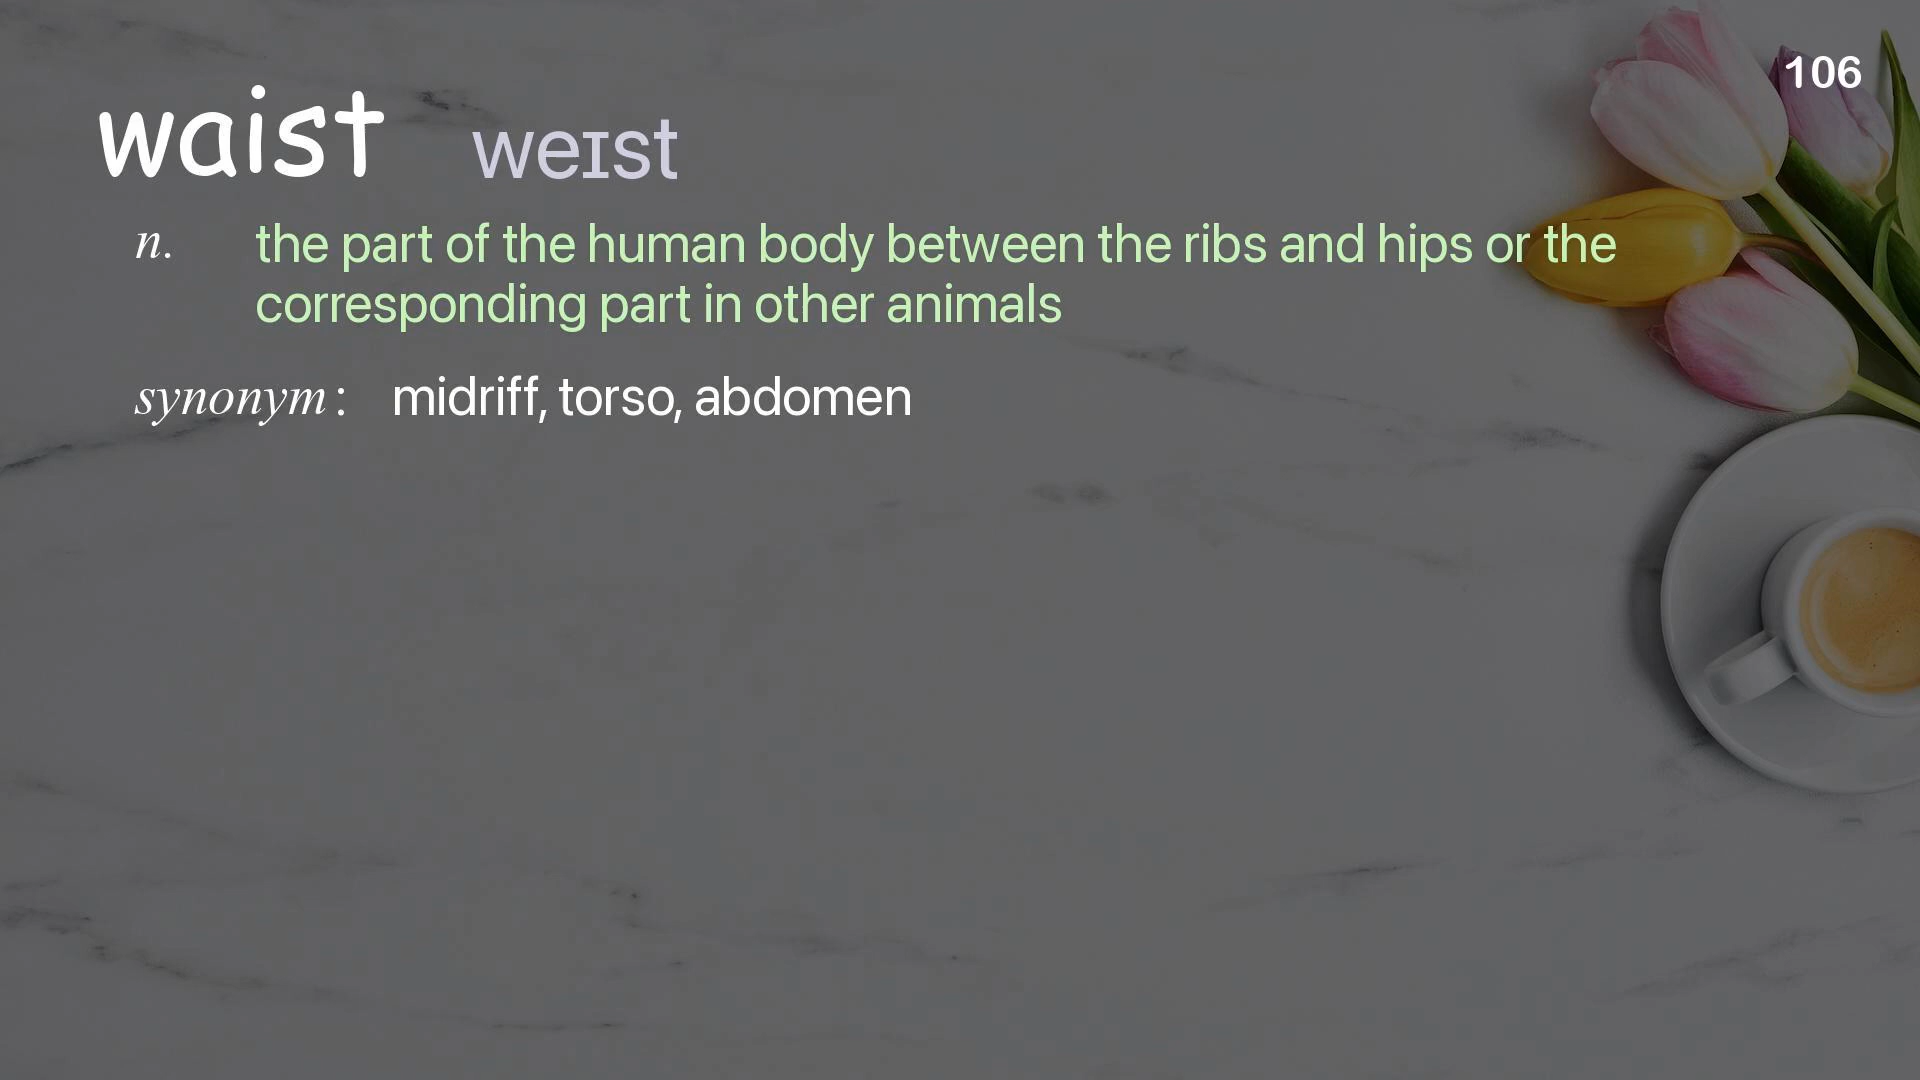 106
waist weɪst
n. the part of the human body between the ribs and hips or the
corresponding part in other animals
synonym : midriff, torso, abdomen